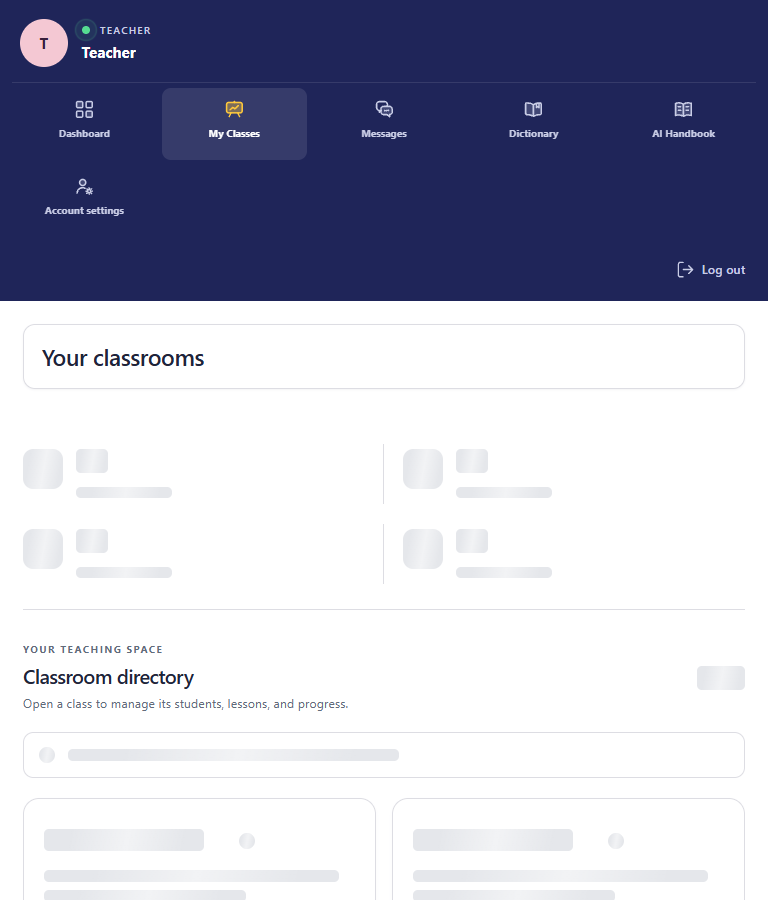 T
TEACHER
Teacher
Dashboard
My Classes
Messages
Dictionary
AI Handbook
Account settings
Log out
Your classrooms
YOUR TEACHING SPACE
Classroom directory
Open a class to manage its students, lessons, and progress.